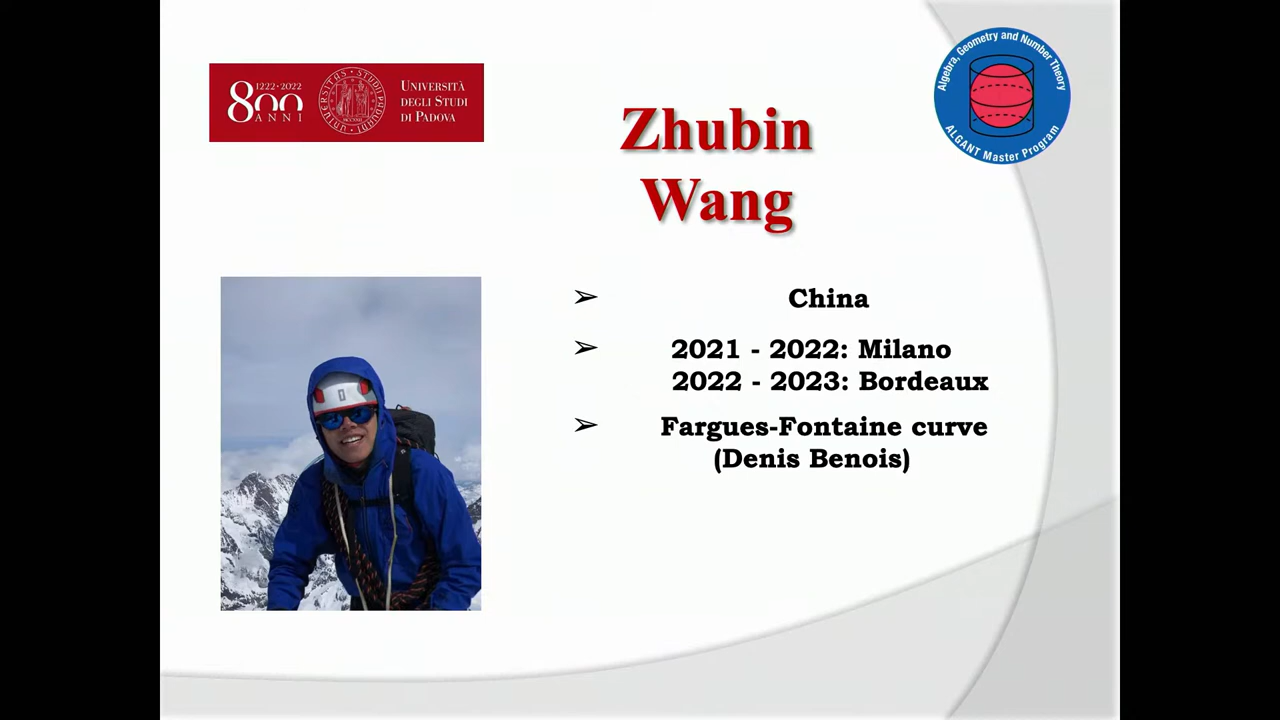 800
1222·2022
ANNI
UNIVERSITÀ
DEGLI STUDI
DI PADOVA
Algebra, Geometry and Number Theory
ALGANT Master Program
Zhubin
Wang
➢ China
➢ 2021 - 2022: Milano
2022 - 2023: Bordeaux
➢ Fargues-Fontaine curve
(Denis Benois)